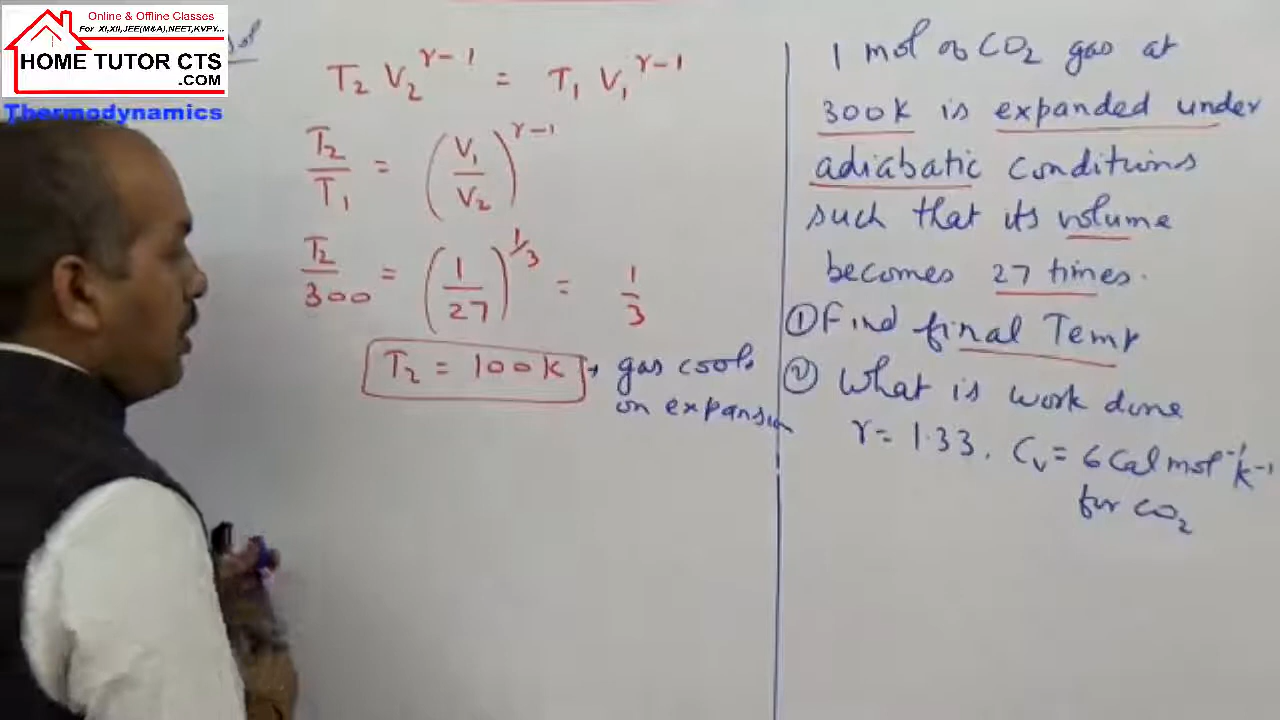 Online & Offline Classes
For XI,XII,JEE(M&A),NEET,KVPY...
HOME TUTOR CTS
.COM
Thermodynamics
T₂ V₂^(γ-1) = T₁ V₁^(γ-1)
T₂/T₁ = (V₁/V₂)^(γ-1)
T₂/300 = (1/27)^(1/3) = 1/3
T₂ = 100K → gas cools
on expansion
1 mol of CO₂ gas at
300K is expanded under
adiabatic conditions
such that its volume
becomes 27 times.
① Find final Temp
② What is work done
γ = 1.33, Cv = 6 Cal mol⁻¹ K⁻¹
for CO₂